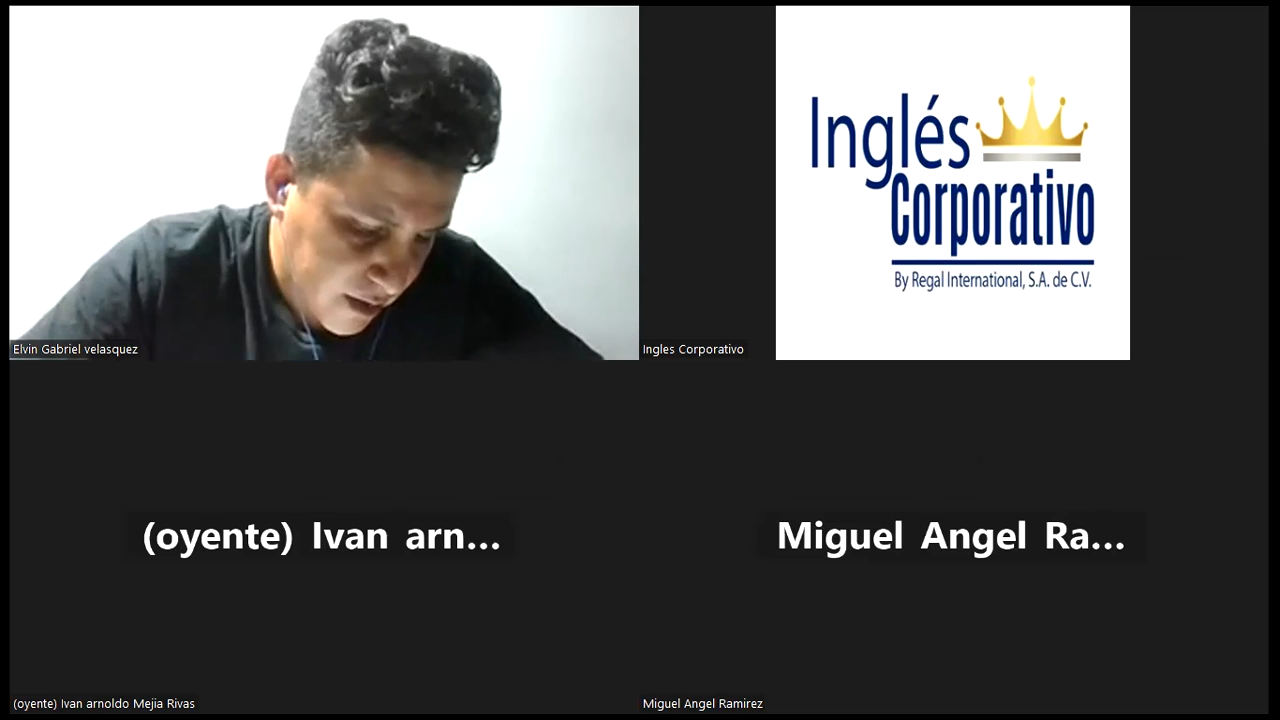 Inglés
Corporativo
By Regal International, S.A. de C.V.
Elvin Gabriel velasquez
Ingles Corporativo
(oyente) Ivan arn...
Miguel Angel Ra...
(oyente) Ivan arnoldo Mejia Rivas
Miguel Angel Ramirez